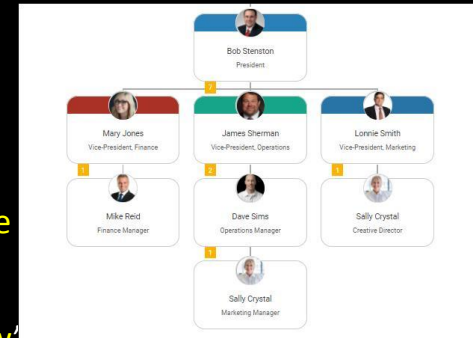 Bob Stenston
President
7
Mary Jones
Vice-President, Finance
James Sherman
Vice-President, Operations
Lonnie Smith
Vice-President, Marketing
1
2
1
Mike Reid
Finance Manager
Dave Sims
Operations Manager
Sally Crystal
Creative Director
1
Sally Crystal
Marketing Manager
e